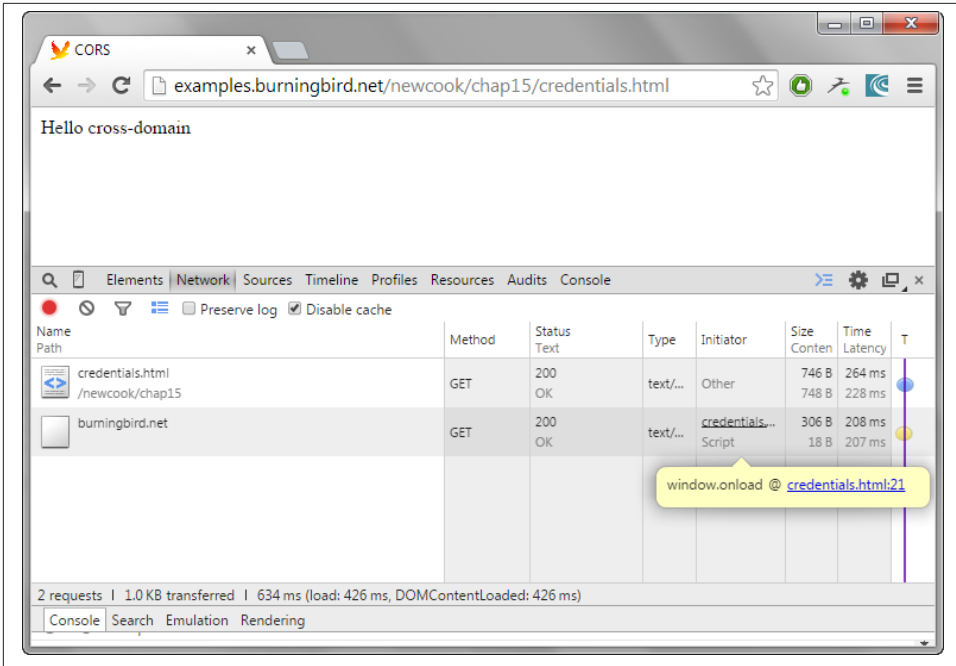 CORS
examples.burningbird.net/newcook/chap15/credentials.html
Hello cross-domain
Elements Network Sources Timeline Profiles Resources Audits Console
Preserve log Disable cache
Name Method Status Type Initiator Size Time T
Path Text Conten Latency
credentials.html GET 200 text/... Other 746 B 264 ms
/newcook/chap15 OK 748 B 228 ms
burningbird.net GET 200 text/... credentials,... 306 B 208 ms
OK Script 18 B 207 ms
window.onload @ credentials.html:21
2 requests | 1.0 KB transferred | 634 ms (load: 426 ms, DOMContentLoaded: 426 ms)
Console Search Emulation Rendering